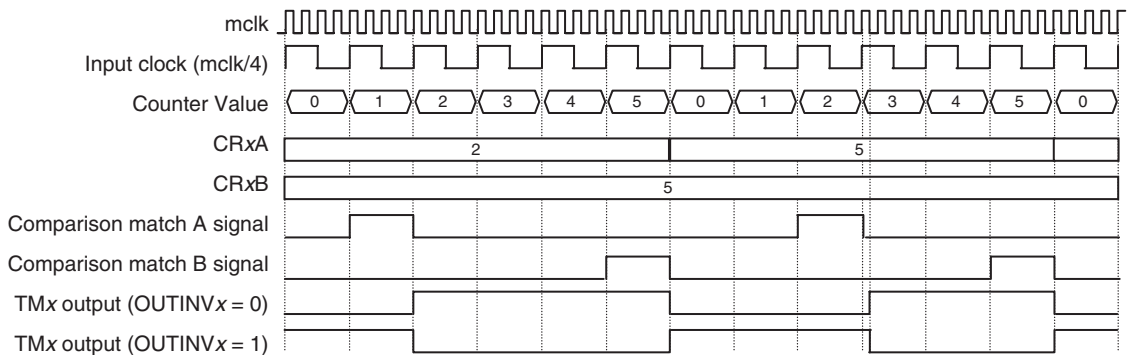 mclk
Input clock (mclk/4)
Counter Value 0 1 2 3 4 5 0 1 2 3 4 5 0
CRxA 2 5
CRxB 5
Comparison match A signal
Comparison match B signal
TMx output (OUTINVx = 0)
TMx output (OUTINVx = 1)